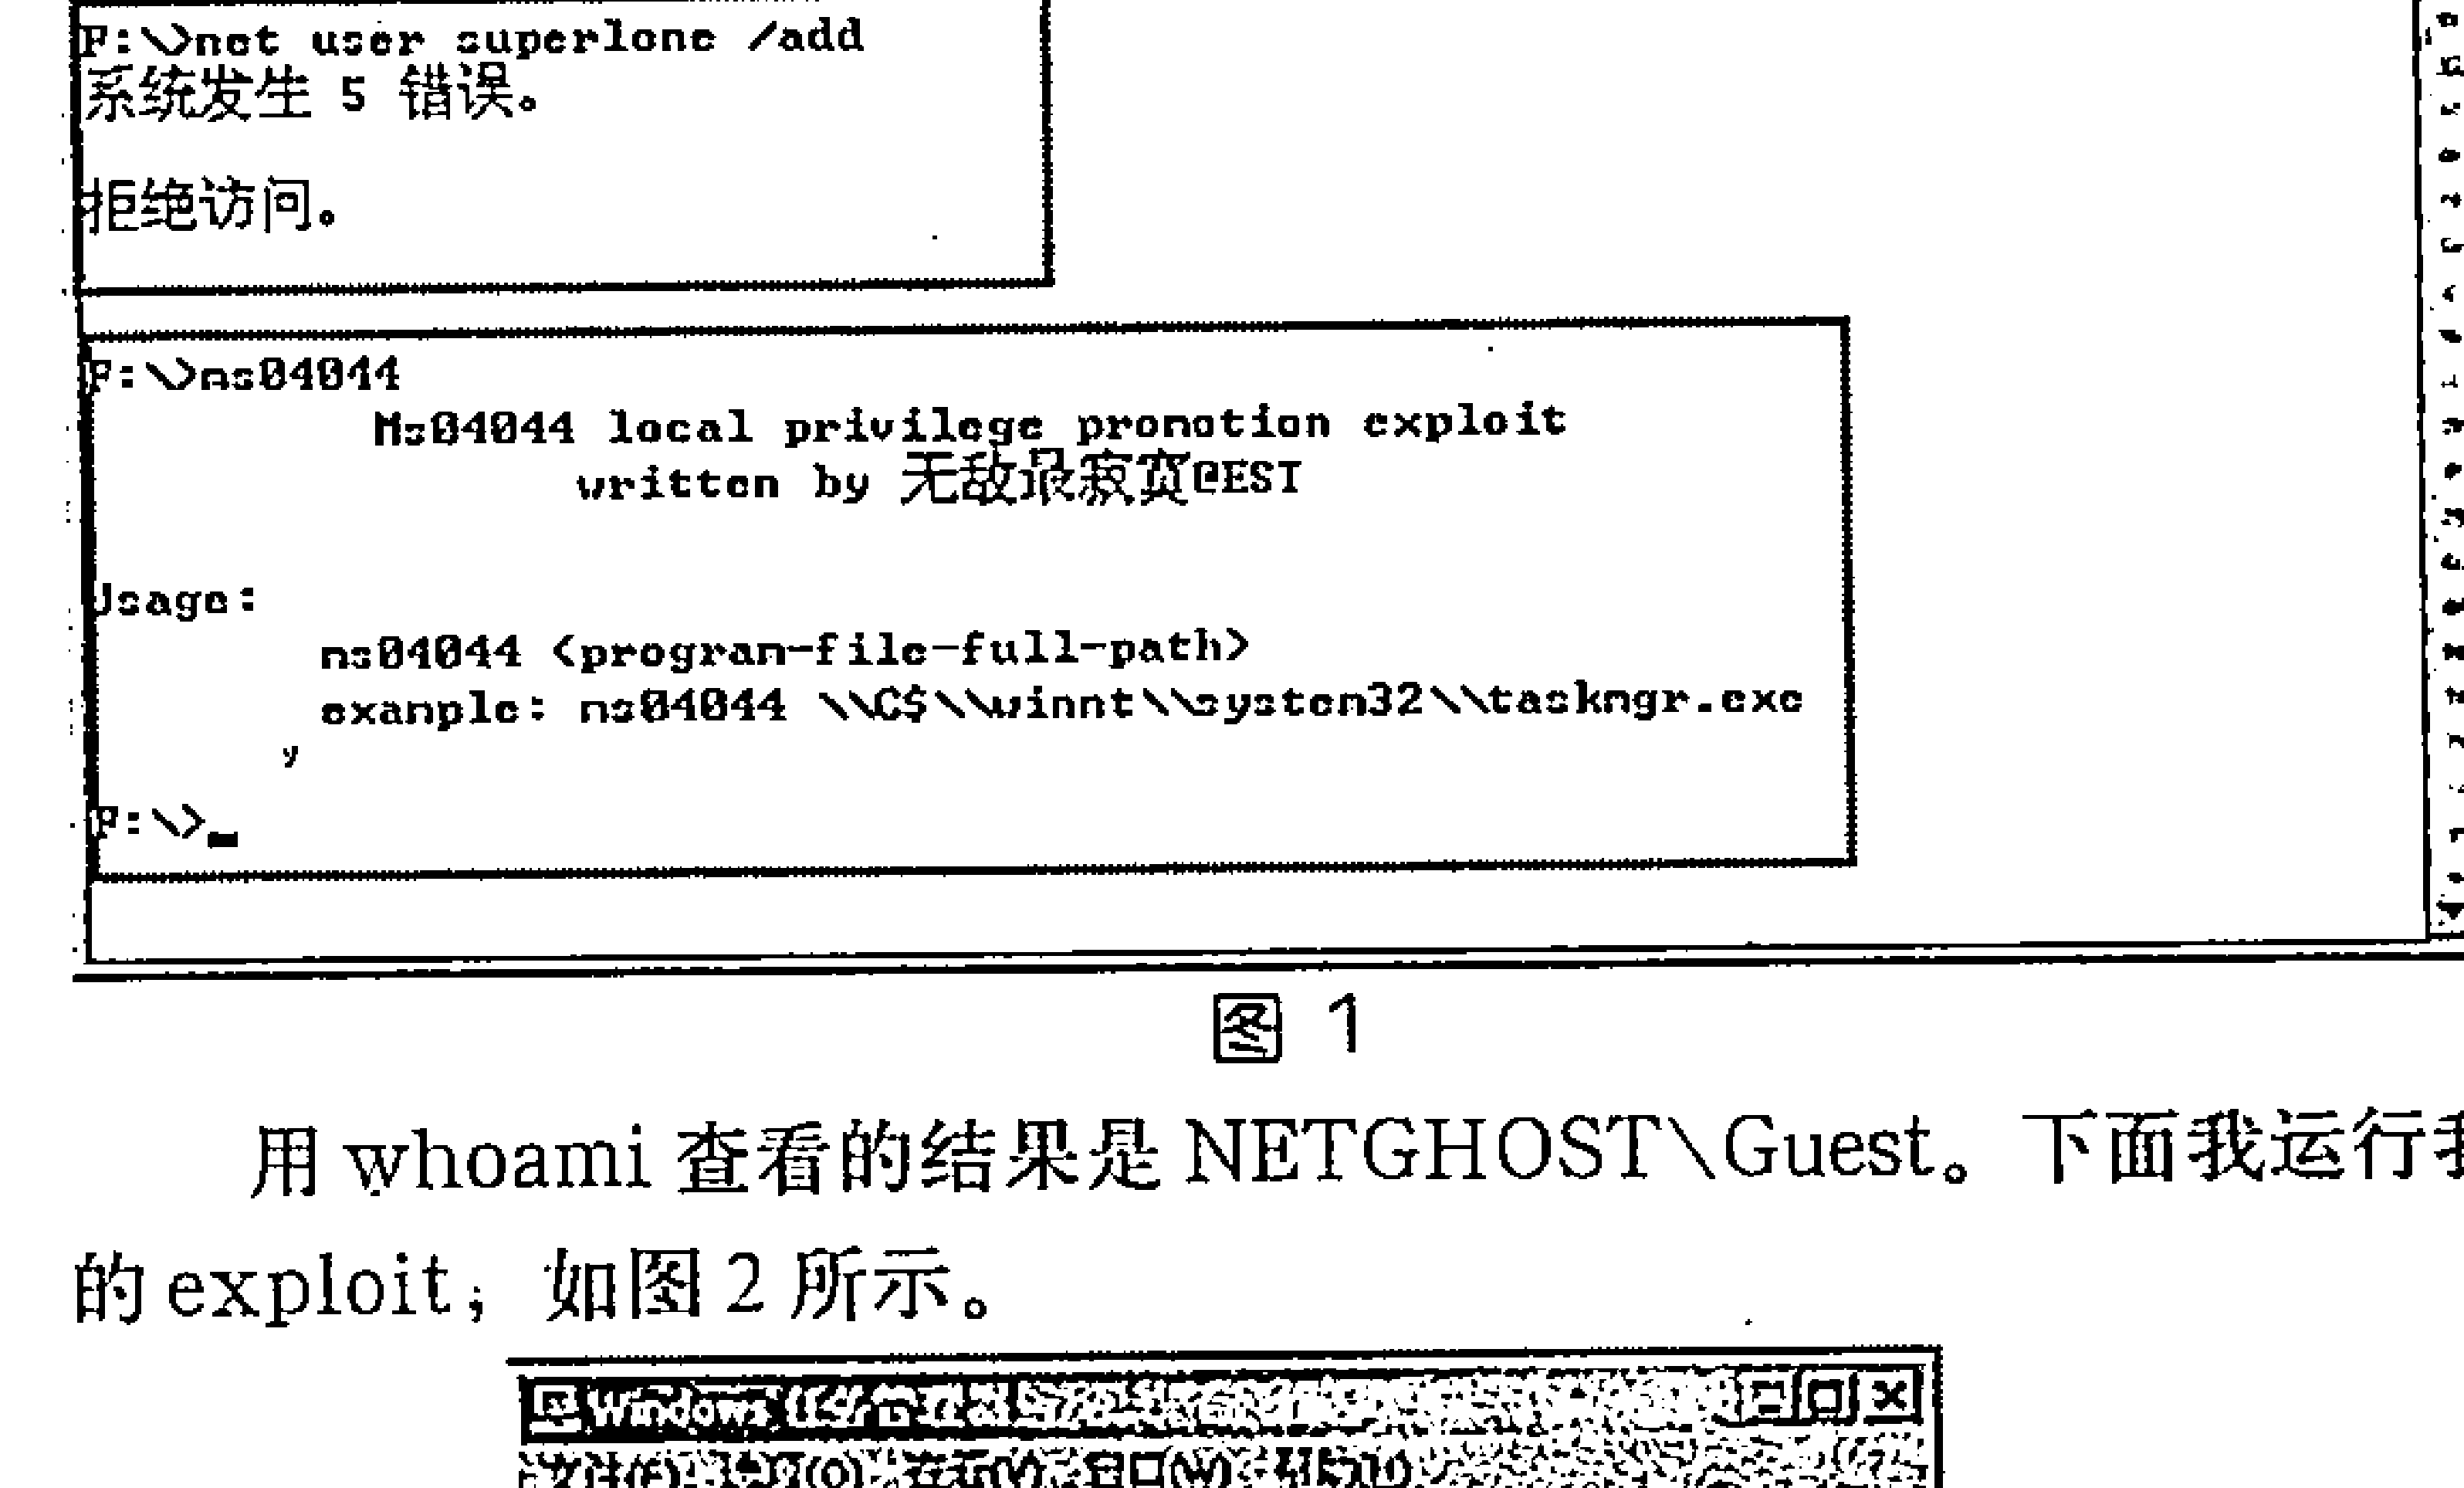 F:\>net user superlone /add
系统发生 5 错误。
拒绝访问。
F:\>ms04044
Ms04044 local privilege promotion exploit
written by 无敌最寂寞@EST
Usage:
ms04044 <program-file-full-path>
example: ms04044 \\C$\\winnt\\system32\\taskmgr.exe
y
F:\>_
图 1
用 whoami 查看的结果是 NETGHOST\Guest。下面我运行我
的 exploit; 如图 2 所示。
Windows